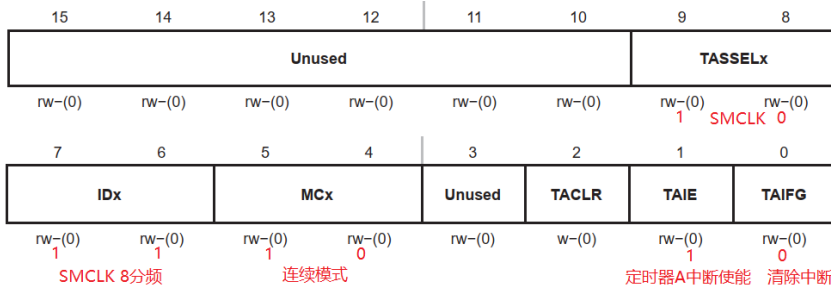 15 14 13 12 11 10 9 8
Unused TASSELx
rw−(0) rw−(0) rw−(0) rw−(0) rw−(0) rw−(0) rw−(0) rw−(0)
1 SMCLK 0
7 6 5 4 3 2 1 0
IDx MCx Unused TACLR TAIE TAIFG
rw−(0) rw−(0) rw−(0) rw−(0) rw−(0) w−(0) rw−(0) rw−(0)
1 1 1 0 1 0
SMCLK 8分频 连续模式 定时器A中断使能 清除中断